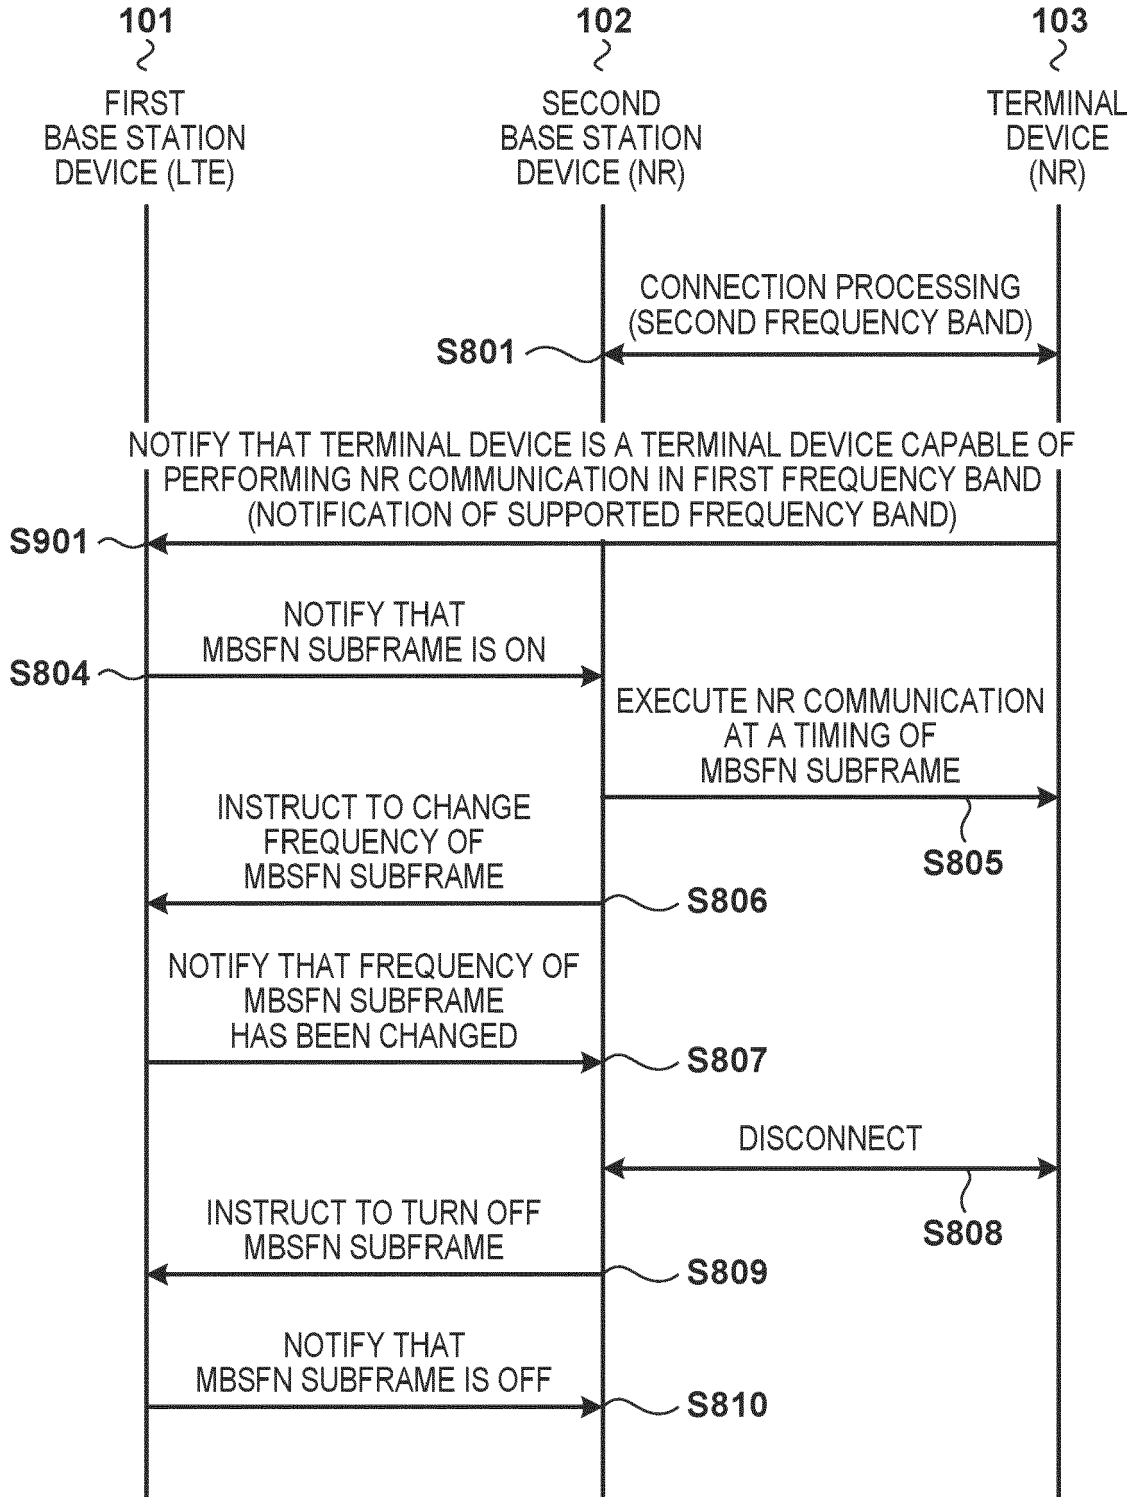 101
102
103
FIRST
BASE STATION
DEVICE (LTE)
SECOND
BASE STATION
DEVICE (NR)
TERMINAL
DEVICE
(NR)
CONNECTION PROCESSING
(SECOND FREQUENCY BAND)
S801
NOTIFY THAT TERMINAL DEVICE IS A TERMINAL DEVICE CAPABLE OF
PERFORMING NR COMMUNICATION IN FIRST FREQUENCY BAND
(NOTIFICATION OF SUPPORTED FREQUENCY BAND)
S901
NOTIFY THAT
MBSFN SUBFRAME IS ON
S804
EXECUTE NR COMMUNICATION
AT A TIMING OF
MBSFN SUBFRAME
S805
INSTRUCT TO CHANGE
FREQUENCY OF
MBSFN SUBFRAME
S806
NOTIFY THAT FREQUENCY OF
MBSFN SUBFRAME
HAS BEEN CHANGED
S807
DISCONNECT
S808
INSTRUCT TO TURN OFF
MBSFN SUBFRAME
S809
NOTIFY THAT
MBSFN SUBFRAME IS OFF
S810